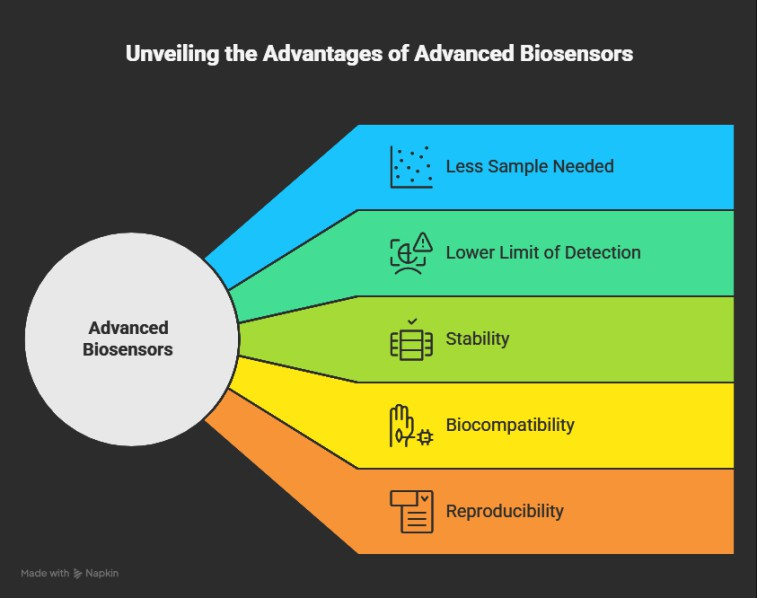 Unveiling the Advantages of Advanced Biosensors
Advanced
Biosensors
Less Sample Needed
Lower Limit of Detection
Stability
Biocompatibility
Reproducibility
Made with Napkin